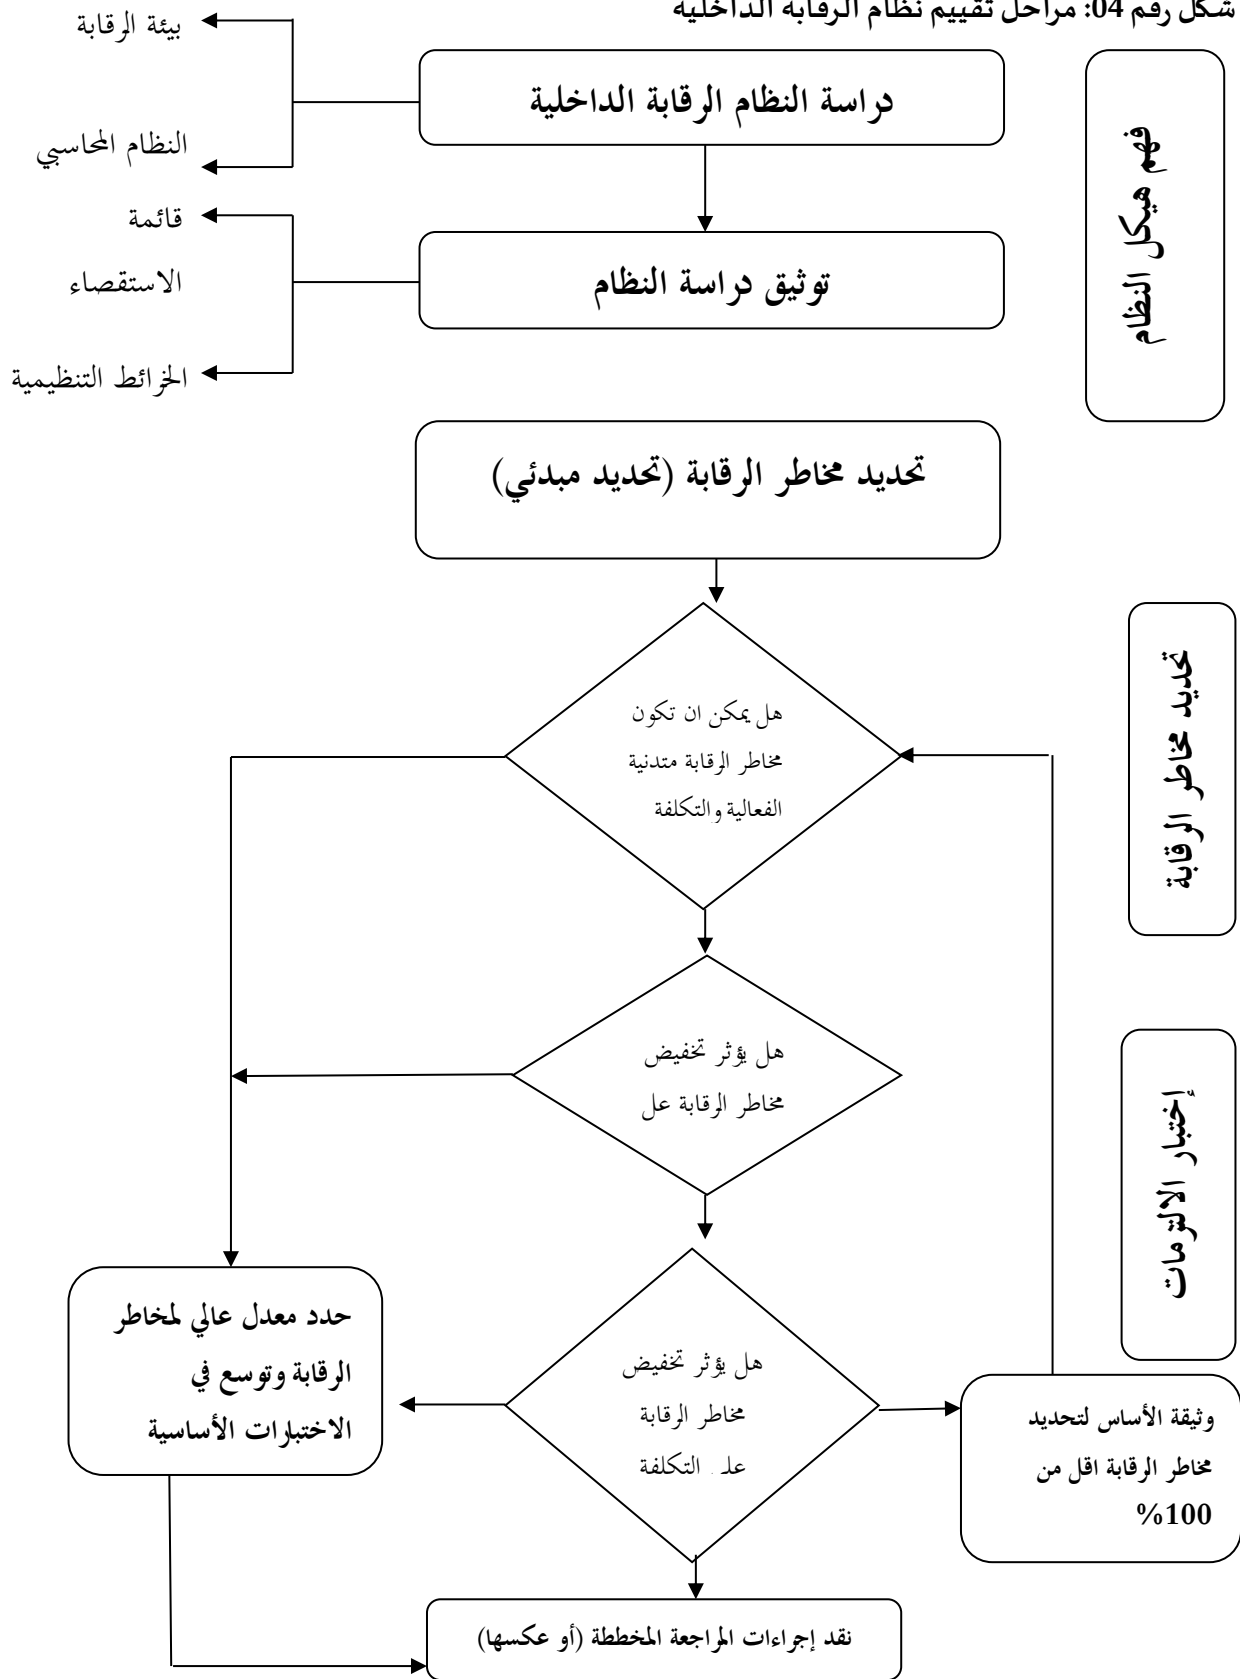 شكل رقم 04: مراحل تقييم نظام الرقابة الداخلية
بيئة الرقابة
دراسة النظام الرقابة الداخلية
النظام المحاسبي
فهم هيكل النظام
قائمة
الاستقصاء
توثيق دراسة النظام
الخرائط التنظيمية
تحديد مخاطر الرقابة (تحديد مبدئي)
تحديد مخاطر الرقابة
هل يمكن ان تكون
مخاطر الرقابة متدنية
الفعالية والتكلفة
هل يؤثر تخفيض
مخاطر الرقابة عل
إختبار الالتزمات
حدد معدل عالي لمخاطر
الرقابة وتوسع في
الاختبارات الأساسية
هل يؤثر تخفيض
مخاطر الرقابة
على التكلفة
وثيقة الأساس لتحديد
مخاطر الرقابة اقل من
100%
نقد إجراءات المراجعة المخططة (أو عكسها)